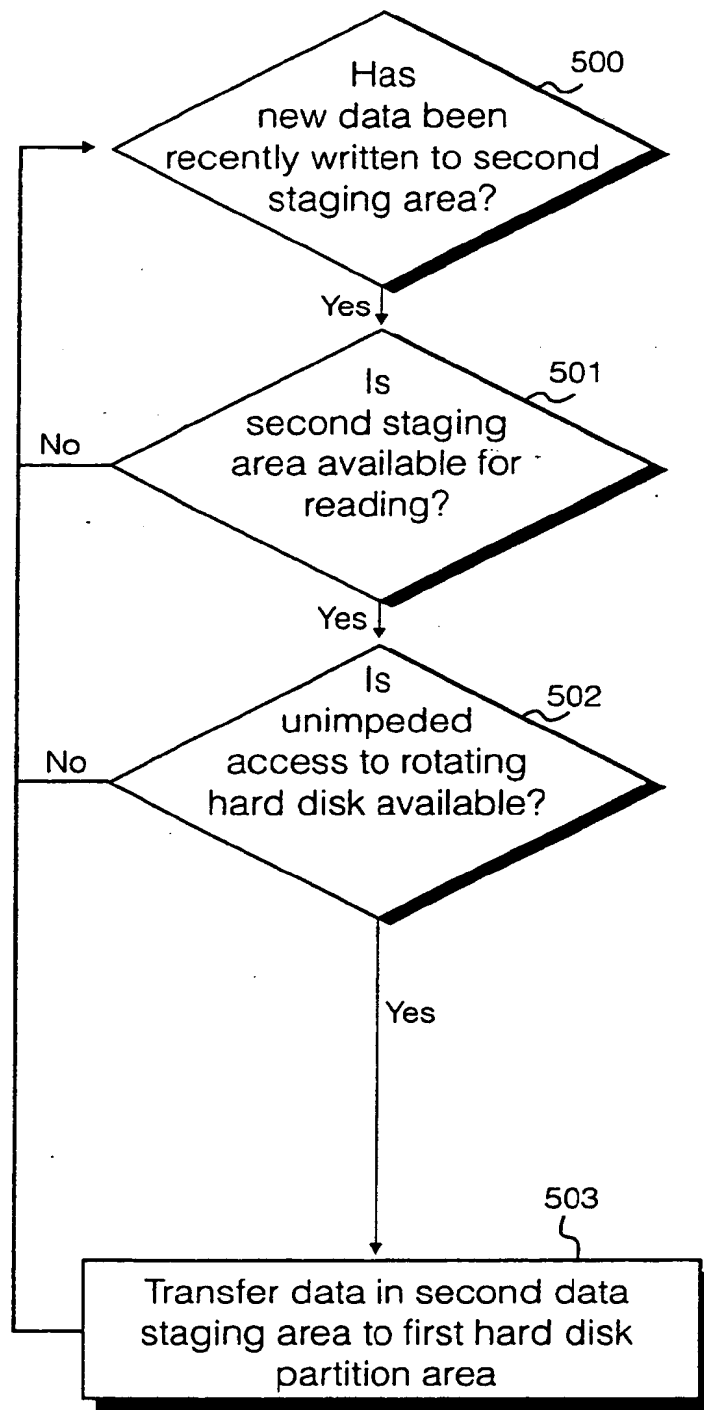 500
Has
new data been
recently written to second
staging area?
Yes
501
Is
second staging
area available for
reading?
No
Yes
502
Is
unimpeded
access to rotating
hard disk available?
No
Yes
503
Transfer data in second data
staging area to first hard disk
partition area